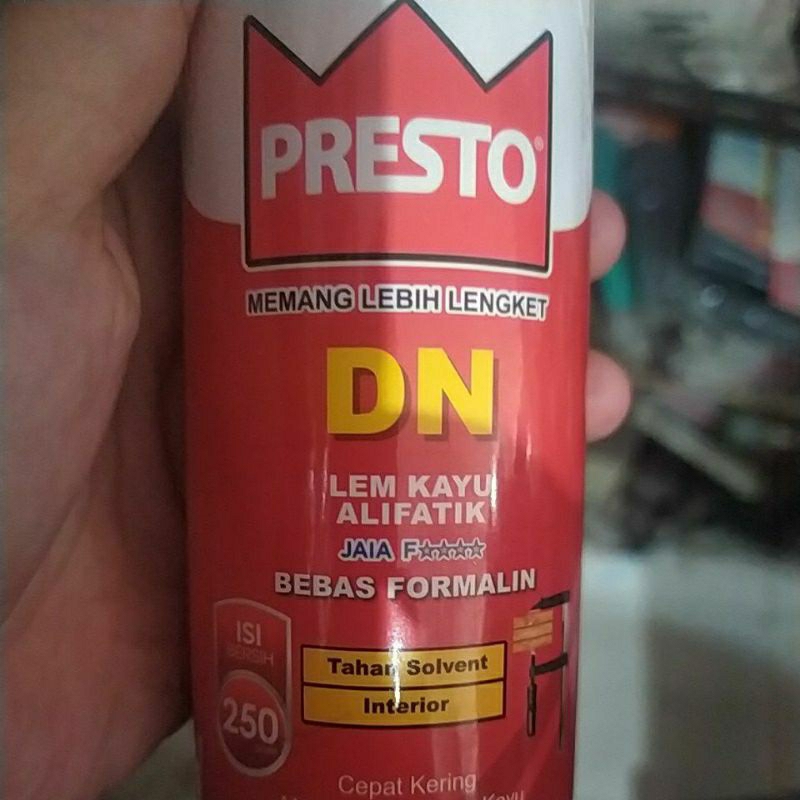 PRESTO®
MEMANG LEBIH LENGKET
DN
LEM KAYU
ALIFATIK
JAIA F☆☆☆☆
BEBAS FORMALIN
ISI
BERSIH
250
Tahan Solvent
Interior
Cepat Kering
Kayu